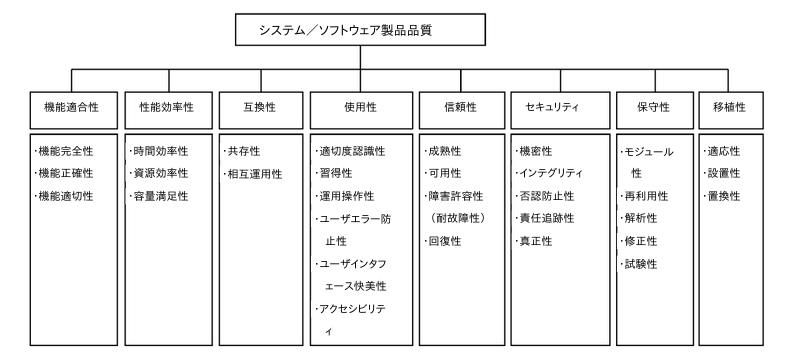 システム／ソフトウェア製品品質
機能適合性
性能効率性
互換性
使用性
信頼性
セキュリティ
保守性
移植性
・機能完全性
・機能正確性
・機能適切性
・時間効率性
・資源効率性
・容量満足性
・共存性
・相互運用性
・適切度認識性
・習得性
・運用操作性
・ユーザエラー防
止性
・ユーザインタフ
ェース快美性
・アクセシビリテ
ィ
・成熟性
・可用性
・障害許容性
（耐故障性）
・回復性
・機密性
・インテグリティ
・否認防止性
・責任追跡性
・真正性
・モジュール
性
・再利用性
・解析性
・修正性
・試験性
・適応性
・設置性
・置換性